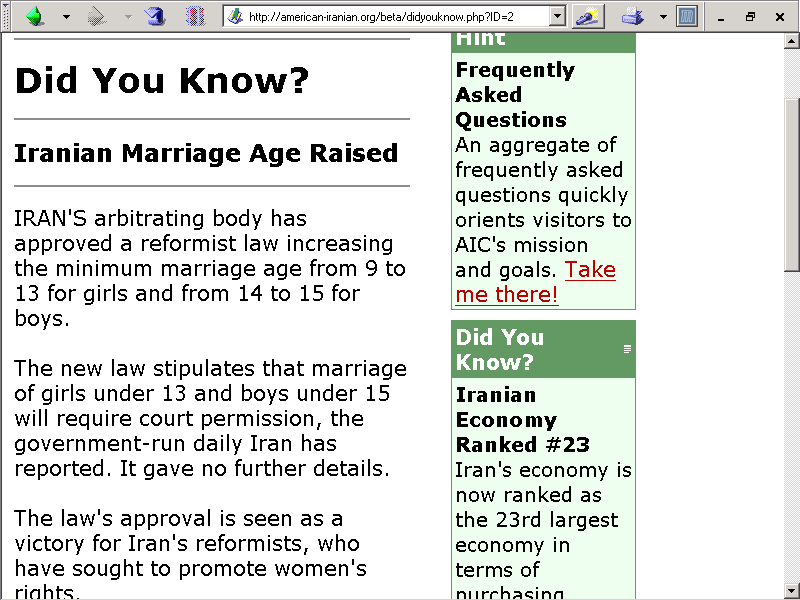 http://american-iranian.org/beta/didyouknow.php?ID=2
Did You Know?
Iranian Marriage Age Raised
IRAN'S arbitrating body has
approved a reformist law increasing
the minimum marriage age from 9 to
13 for girls and from 14 to 15 for
boys.
The new law stipulates that marriage
of girls under 13 and boys under 15
will require court permission, the
government-run daily Iran has
reported. It gave no further details.
The law's approval is seen as a
victory for Iran's reformists, who
have sought to promote women's
rights.
Hint
Frequently
Asked
Questions
An aggregate of
frequently asked
questions quickly
orients visitors to
AIC's mission
and goals. Take
me there!
Did You
Know?
Iranian
Economy
Ranked #23
Iran's economy is
now ranked as
the 23rd largest
economy in
terms of
purchasing